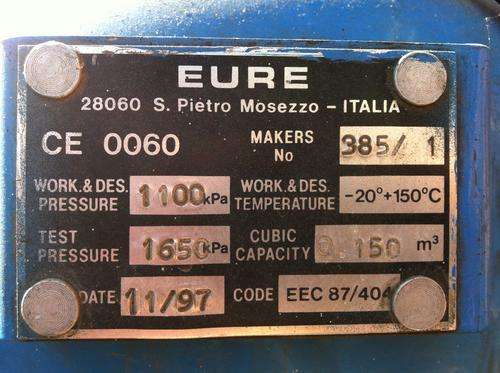 EURE
28060 S. Pietro Mosezzo - ITALIA
CE 0060 MAKERS No 385/ 1
WORK. & DES. PRESSURE 1100 kPa WORK. & DES. TEMPERATURE -20°+150°C
TEST PRESSURE 1650 kPa CUBIC CAPACITY 0.150 m³
DATE 11/97 CODE EEC 87/404